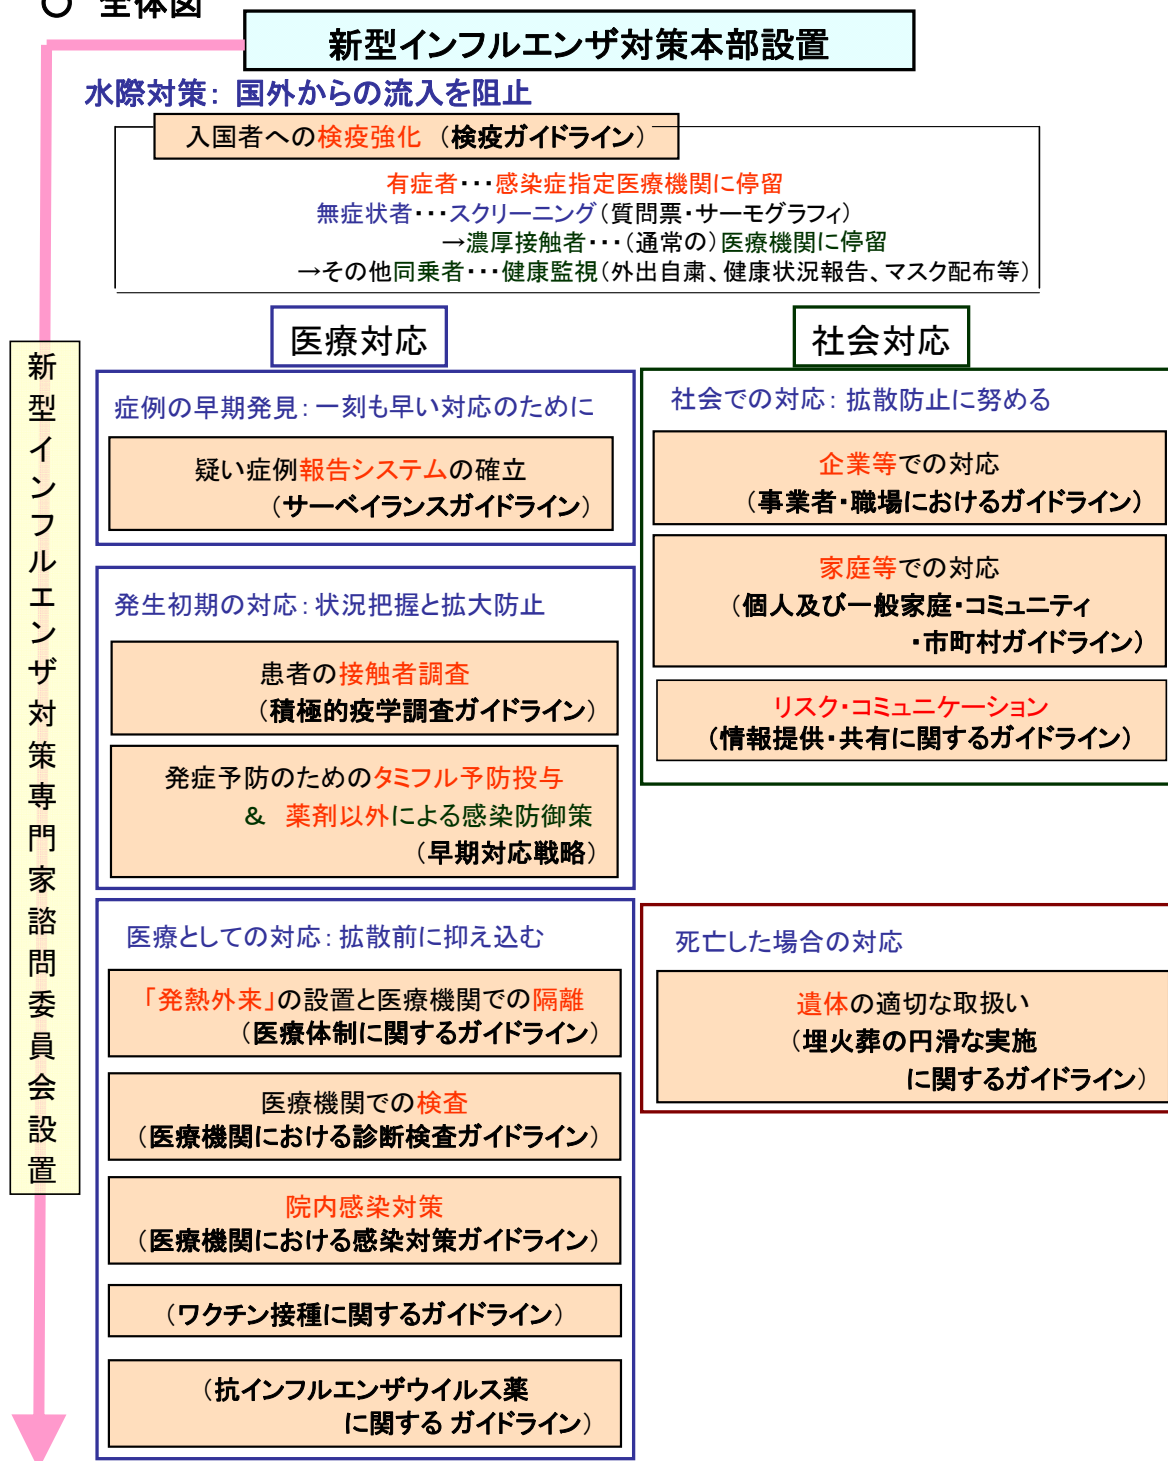 ○ 全体図
新型インフルエンザ対策本部設置
水際対策：国外からの流入を阻止
入国者への検疫強化（検疫ガイドライン）
有症者･･･感染症指定医療機関に停留
無症状者･･･スクリーニング（質問票・サーモグラフィ）
→濃厚接触者･･･（通常の）医療機関に停留
→その他同乗者･･･健康監視（外出自粛、健康状況報告、マスク配布等）
新型インフルエンザ対策専門家諮問委員会設置
医療対応
症例の早期発見：一刻も早い対応のために
疑い症例報告システムの確立
（サーベイランスガイドライン）
発生初期の対応：状況把握と拡大防止
患者の接触者調査
（積極的疫学調査ガイドライン）
発症予防のためのタミフル予防投与
& 薬剤以外による感染防御策
（早期対応戦略）
医療としての対応：拡散前に抑え込む
「発熱外来」の設置と医療機関での隔離
（医療体制に関するガイドライン）
医療機関での検査
（医療機関における診断検査ガイドライン）
院内感染対策
（医療機関における感染対策ガイドライン）
（ワクチン接種に関するガイドライン）
（抗インフルエンザウイルス薬
に関する ガイドライン）
社会対応
社会での対応：拡散防止に努める
企業等での対応
（事業者・職場におけるガイドライン）
家庭等での対応
（個人及び一般家庭・コミュニティ
・市町村ガイドライン）
リスク・コミュニケーション
（情報提供・共有に関するガイドライン）
死亡した場合の対応
遺体の適切な取扱い
（埋火葬の円滑な実施
に関するガイドライン）